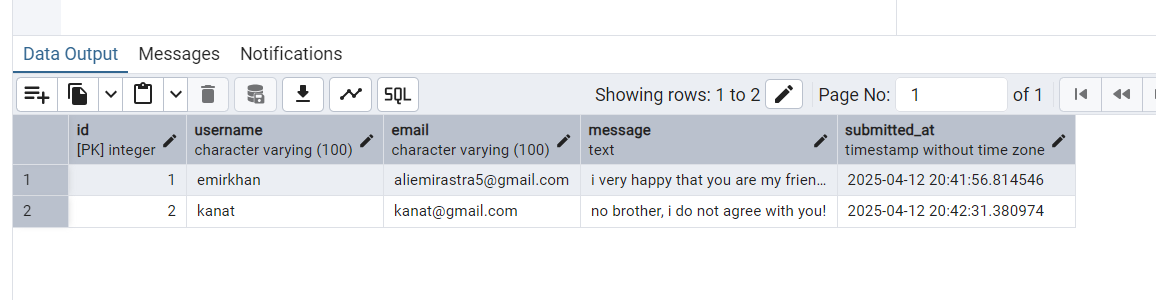 Data Output Messages Notifications
SQL Showing rows: 1 to 2 Page No: 1 of 1
id username email message submitted_at
[PK] integer character varying (100) character varying (100) text timestamp without time zone
1 1 emirkhan aliemirastra5@gmail.com i very happy that you are my frien... 2025-04-12 20:41:56.814546
2 2 kanat kanat@gmail.com no brother, i do not agree with you! 2025-04-12 20:42:31.380974